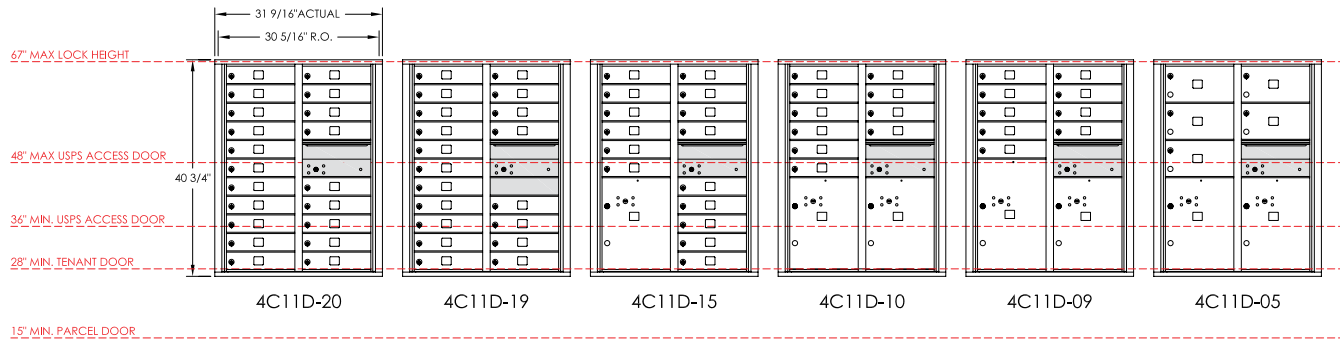 31 9/16"ACTUAL
30 5/16" R.O.
67" MAX LOCK HEIGHT
48" MAX USPS ACCESS DOOR
40 3/4"
36" MIN. USPS ACCESS DOOR
28" MIN. TENANT DOOR
4C11D-20
4C11D-19
4C11D-15
4C11D-10
4C11D-09
4C11D-05
15" MIN. PARCEL DOOR